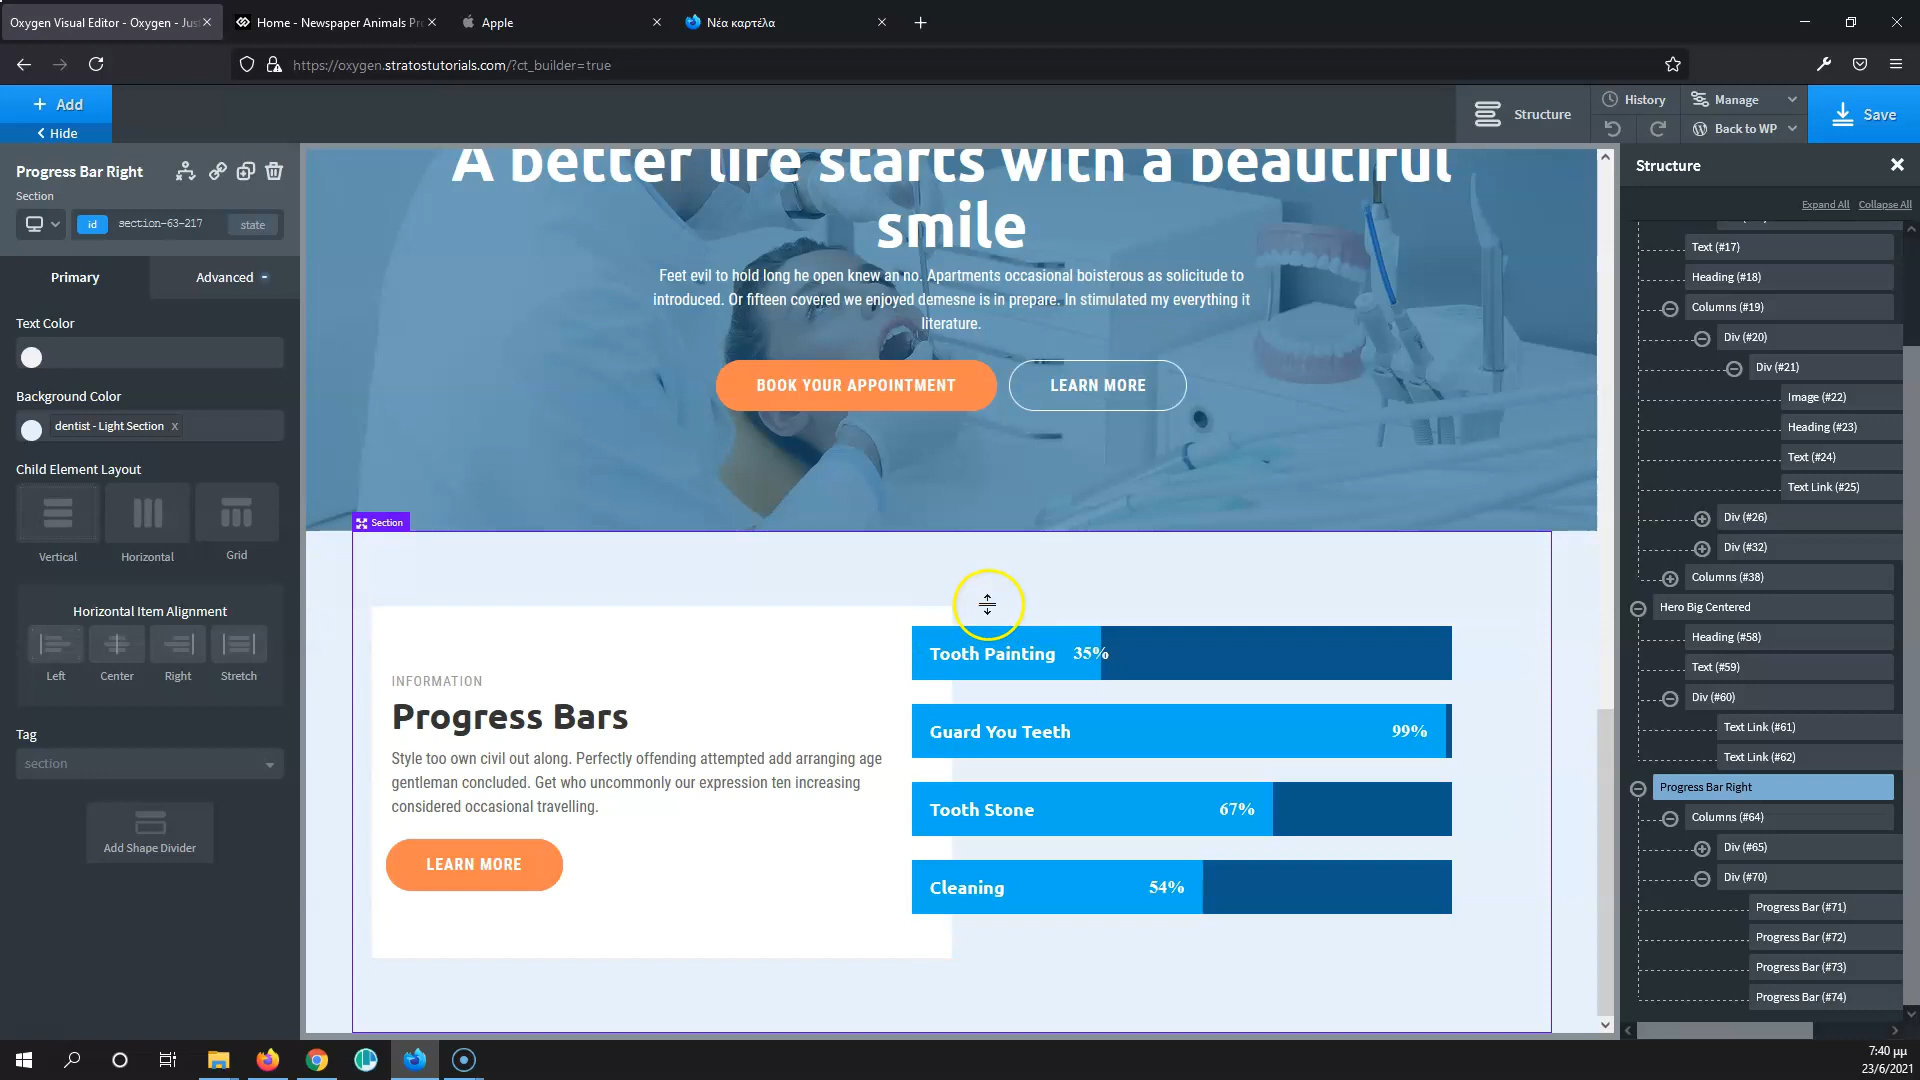 Oxygen Visual Editor - Oxygen - Jus
Home - Newspaper Animals Pr
Apple
Νέα καρτέλα
https://oxygen.stratostutorials.com/?ct_builder=true
+ Add
Hide
Structure
History
Manage
Back to WP
Save
Progress Bar Right
Section
id
section-63-217
state
Primary
Advanced
Text Color
Background Color
dentist - Light Section x
Child Element Layout
Vertical
Horizontal
Grid
Horizontal Item Alignment
Left
Center
Right
Stretch
Tag
section
Add Shape Divider
A better life starts with a beautiful
smile
Feet evil to hold long he open knew an no. Apartments occasional boisterous as solicitude to
introduced. Or fifteen covered we enjoyed demesne is in prepare. In stimulated my everything it
literature.
BOOK YOUR APPOINTMENT
LEARN MORE
Section
INFORMATION
Progress Bars
Style too own civil out along. Perfectly offending attempted add arranging age
gentleman concluded. Get who uncommonly our expression ten increasing
considered occasional travelling.
LEARN MORE
Tooth Painting 35%
Guard You Teeth 99%
Tooth Stone 67%
Cleaning 54%
Structure
Expand All Collapse All
Text (#17)
Heading (#18)
Columns (#19)
Div (#20)
Div (#21)
Image (#22)
Heading (#23)
Text (#24)
Text Link (#25)
Div (#26)
Div (#32)
Columns (#38)
Hero Big Centered
Heading (#58)
Text (#59)
Div (#60)
Text Link (#61)
Text Link (#62)
Progress Bar Right
Columns (#64)
Div (#65)
Div (#70)
Progress Bar (#71)
Progress Bar (#72)
Progress Bar (#73)
Progress Bar (#74)
7:40 μμ
23/6/2021